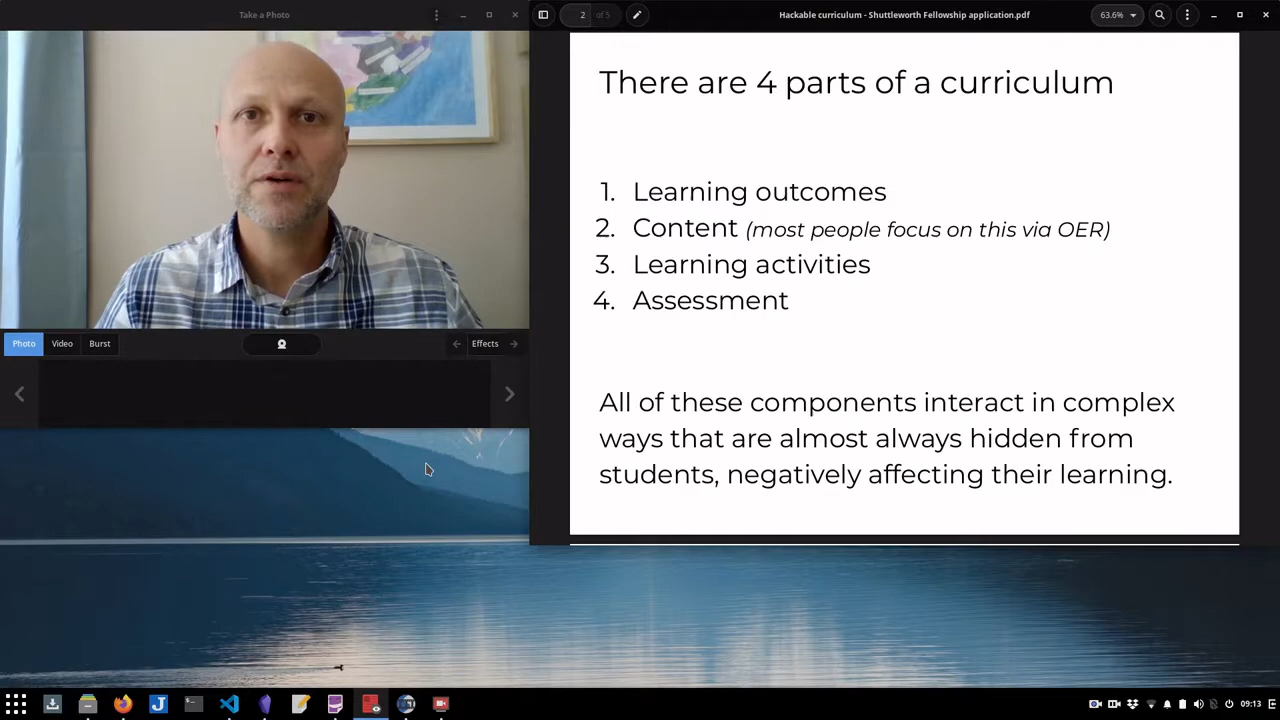 Take a Photo
2 of 5
Hackable curriculum - Shuttleworth Fellowship application.pdf
63.6%
There are 4 parts of a curriculum
1. Learning outcomes
2. Content (most people focus on this via OER)
3. Learning activities
4. Assessment
All of these components interact in complex
ways that are almost always hidden from
students, negatively affecting their learning.
Photo Video Burst
Effects
09:13